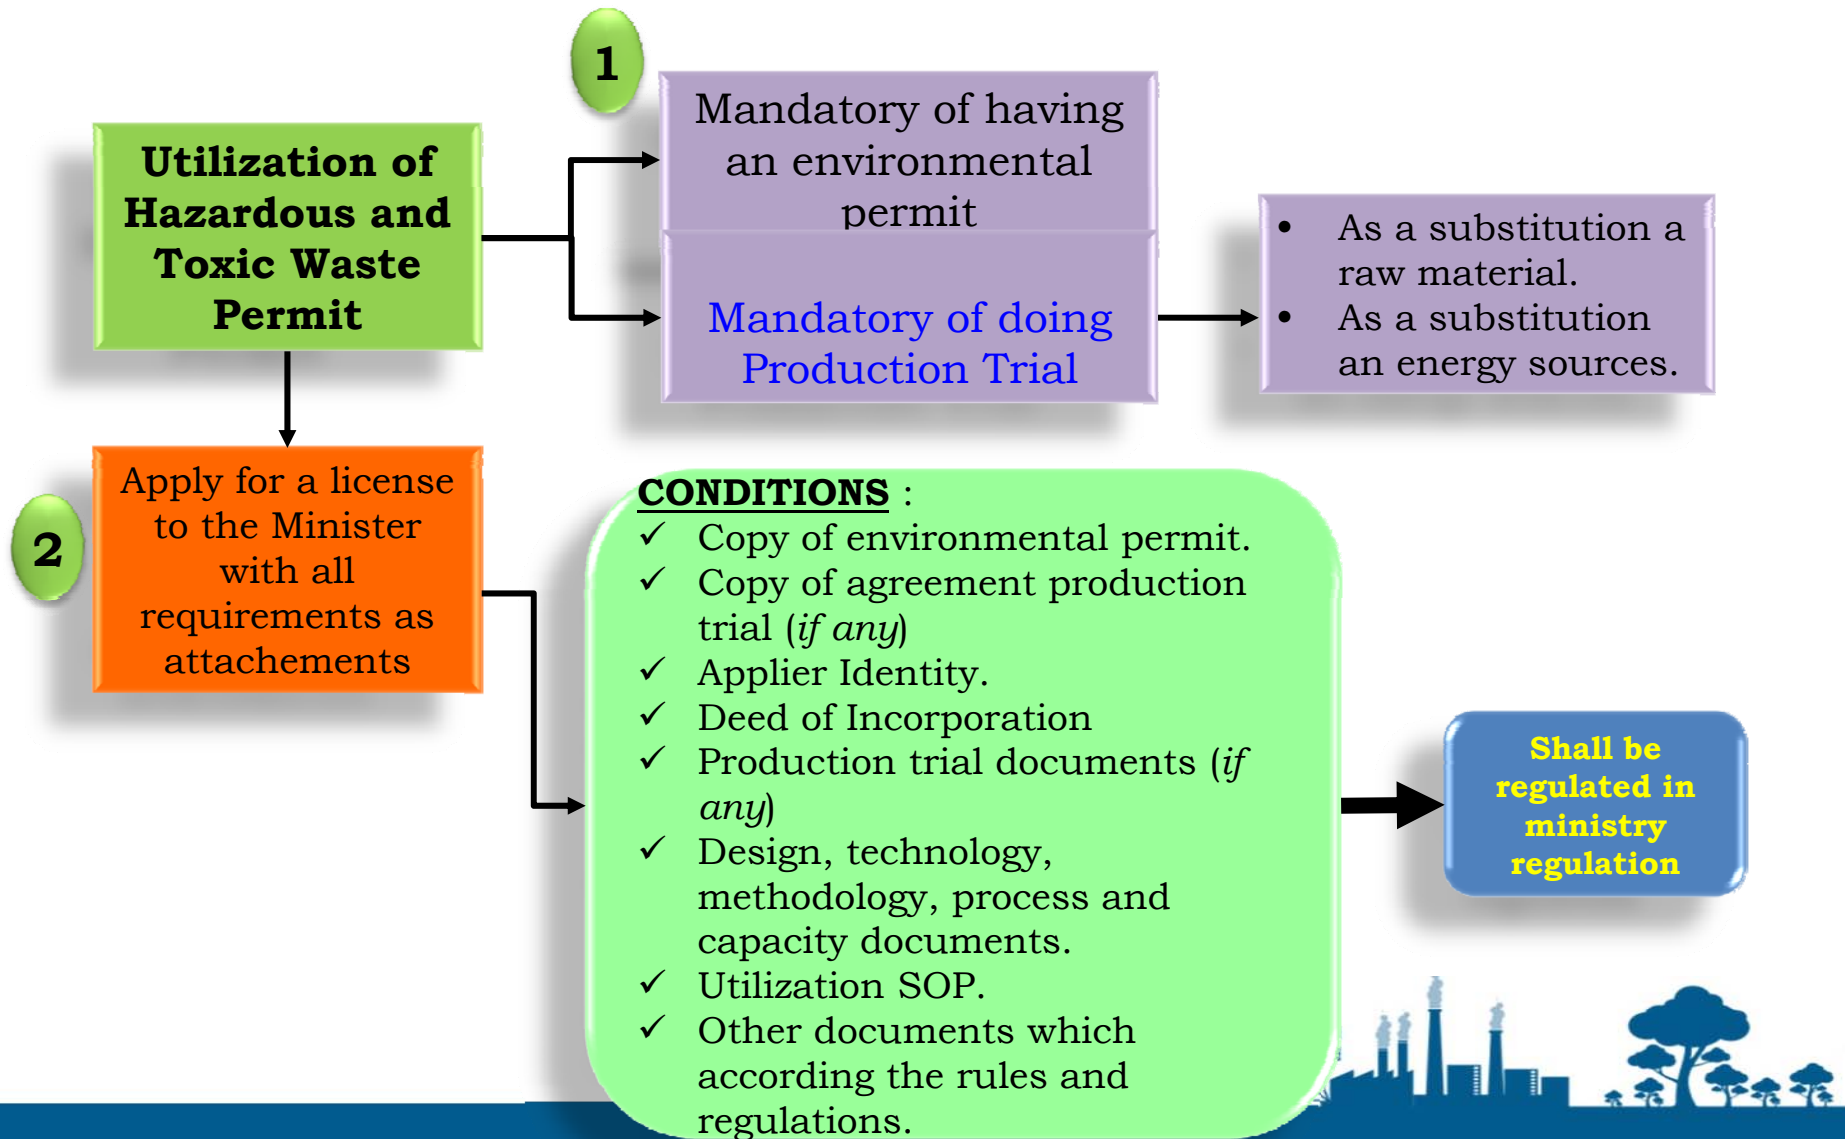 1
Mandatory of having
an environmental
permit
Utilization of
Hazardous and
Toxic Waste
Permit
Mandatory of doing
Production Trial
• As a substitution a
raw material.
• As a substitution
an energy sources.
2
Apply for a license
to the Minister
with all
requirements as
attachements
CONDITIONS :
✓ Copy of environmental permit.
✓ Copy of agreement production
trial (if any)
✓ Applier Identity.
✓ Deed of Incorporation
✓ Production trial documents (if
any)
✓ Design, technology,
methodology, process and
capacity documents.
✓ Utilization SOP.
✓ Other documents which
according the rules and
regulations.
Shall be
regulated in
ministry
regulation